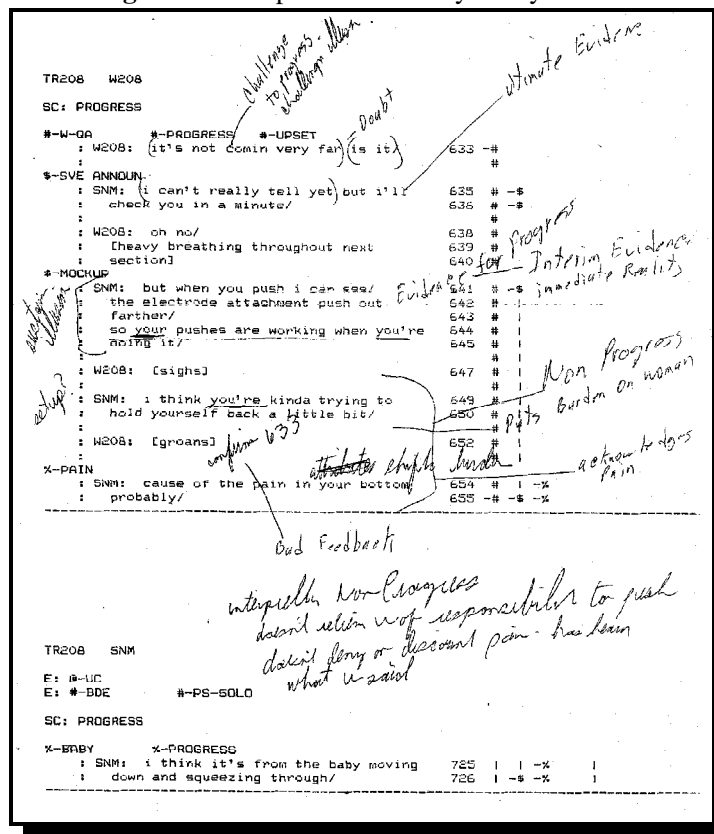 challenge
to progress -
challenge
ultimate Evidence
TR208 W208
SC: PROGRESS
Doubt
#-W-QA #-PROGRESS #-UPSET
: W208: (it's not comin very far)(is it) 633 -#
: #
$-SVE ANNOUN
: SNM: (i can't really tell yet) but i'll 635 # -$
: check you in a minute/ 636 # -$
: #
: W208: oh no/ 638 #
: [heavy breathing throughout next 639 #
: section] 640 #
Evidence for Progress
Interim Evidence
immediate Reality
#-MOCKUP
: SNM: but when you push i can see/ 641 # -$
: the electrode attachment push out 642 # |
: farther/ 643 # |
: so your pushes are working when you're 644 # |
: doing it/ 645 # |
sustain
illusion
: W208: [sighs] 647 # |
Non Progress
setup?
: SNM: i think you're kinda trying to 649 # |
: hold yourself back a little bit/ 650 # |
Puts Burden on woman
: W208: [groans] 652 # |
confirm 633
acknowledges
Pain
%-PAIN
: SNM: cause of the pain in your bottom 654 # | -%
: probably/ 655 -# -$ -%
Bad Feedback
Non Progress
doesn't of responsibility to push
doesn't deny or discount pain - has
what w said
TR208 SNM
E: #-UC
E: #-BDE #-PS-SOLO
SC: PROGRESS
%-BABY %-PROGRESS
: SNM: i think it's from the baby moving 725 | | -% |
: down and squeezing through/ 726 | -$ -% |